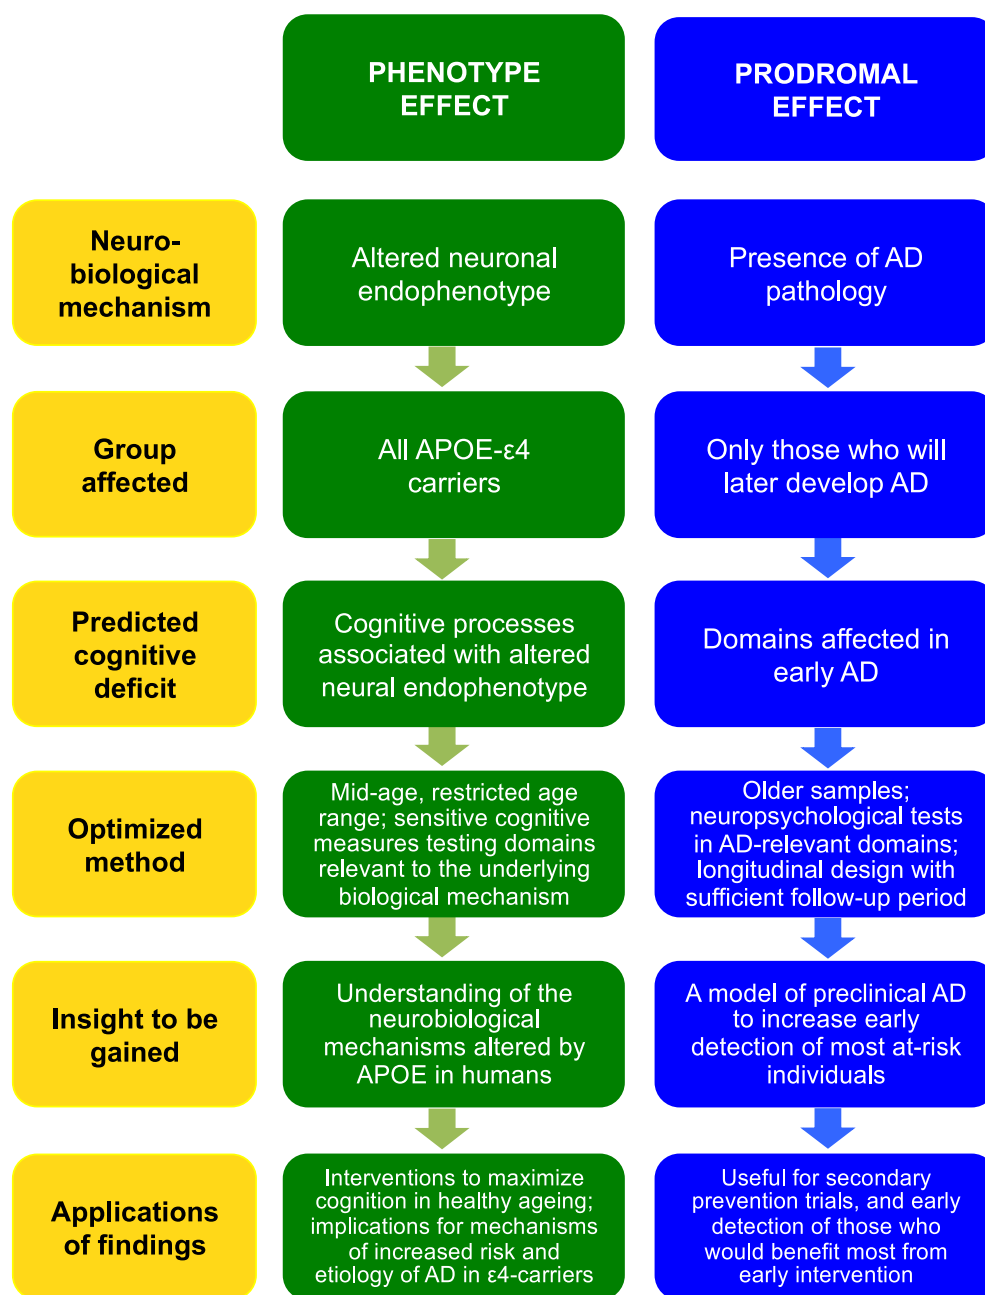 PHENOTYPE
EFFECT
PRODROMAL
EFFECT
Neuro-
biological
mechanism
Altered neuronal
endophenotype
Presence of AD
pathology
Group
affected
All APOE-ε4
carriers
Only those who will
later develop AD
Predicted
cognitive
deficit
Cognitive processes
associated with altered
neural endophenotype
Domains affected in
early AD
Optimized
method
Mid-age, restricted age
range; sensitive cognitive
measures testing domains
relevant to the underlying
biological mechanism
Older samples;
neuropsychological tests
in AD-relevant domains;
longitudinal design with
sufficient follow-up period
Insight to be
gained
Understanding of the
neurobiological
mechanisms altered by
APOE in humans
A model of preclinical AD
to increase early
detection of most at-risk
individuals
Applications
of findings
Interventions to maximize
cognition in healthy ageing;
implications for mechanisms
of increased risk and
etiology of AD in ε4-carriers
Useful for secondary
prevention trials, and early
detection of those who
would benefit most from
early intervention